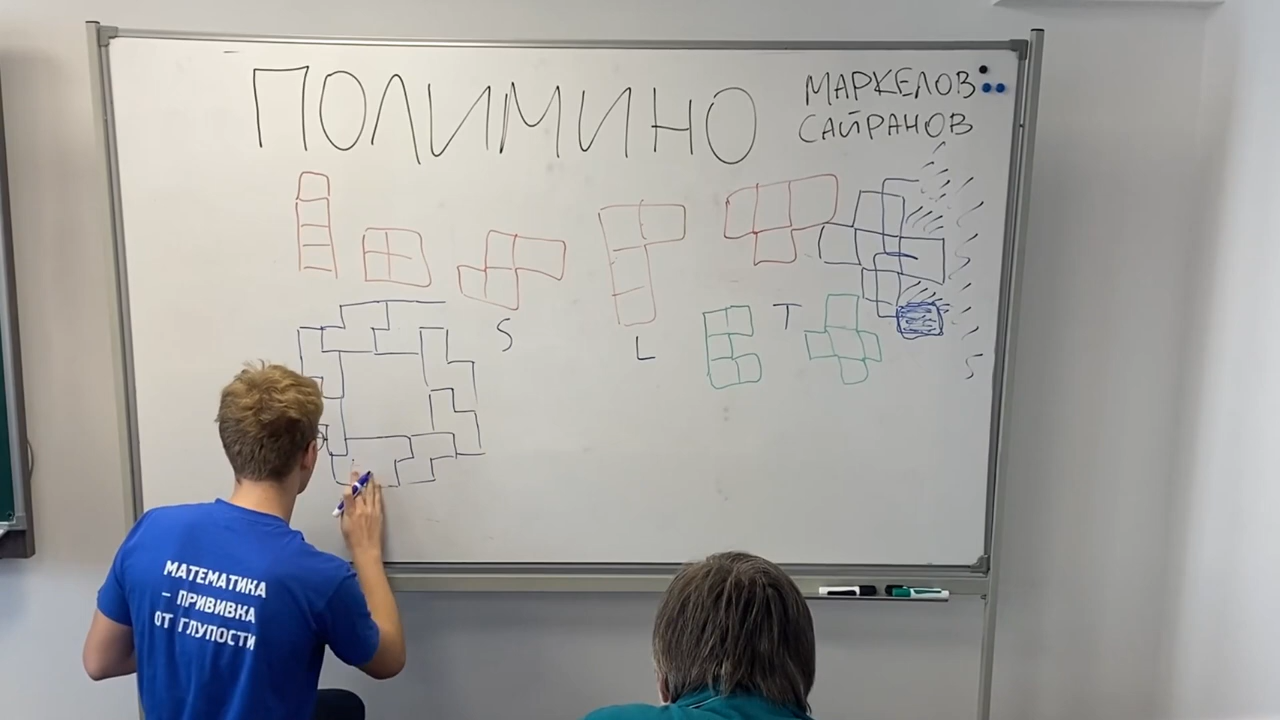 ПОЛИМИНО
МАРКЕЛОВ
САЙРАНОВ
S
L
T
МАТЕМАТИКА
– ПРИВИВКА
ОТ ГЛУПОСТИ